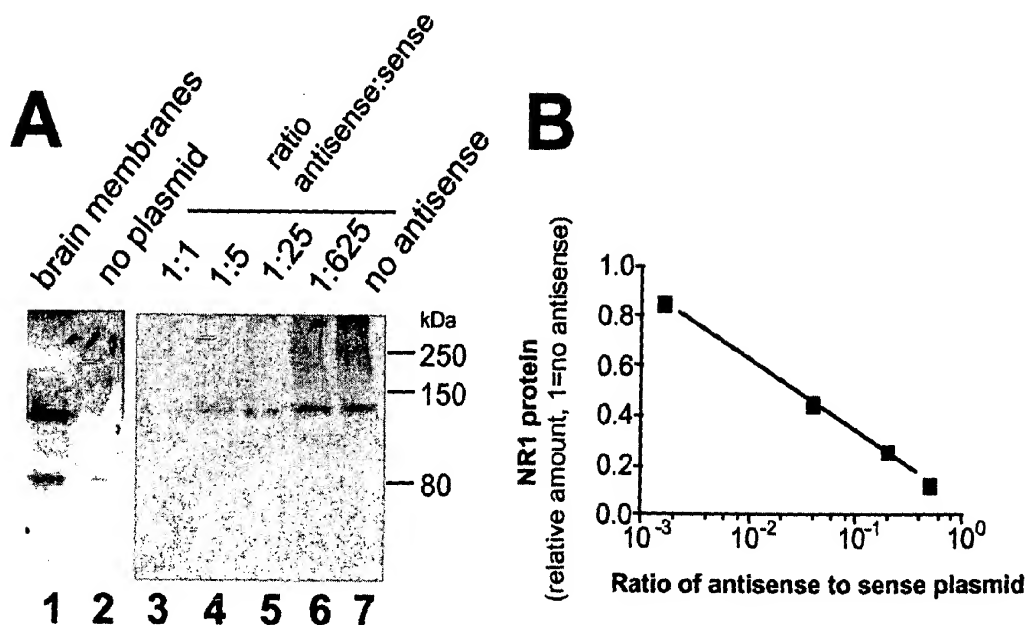 A
brain membranes
no plasmid
ratio
antisense:sense
1:1
1:5
1:25
1:625
no antisense
kDa
250
150
80
1 2 3 4 5 6 7
B
NR1 protein
(relative amount, 1=no antisense)
1.0
0.8
0.6
0.4
0.2
0.0
10-3 10-2 10-1 100
Ratio of antisense to sense plasmid